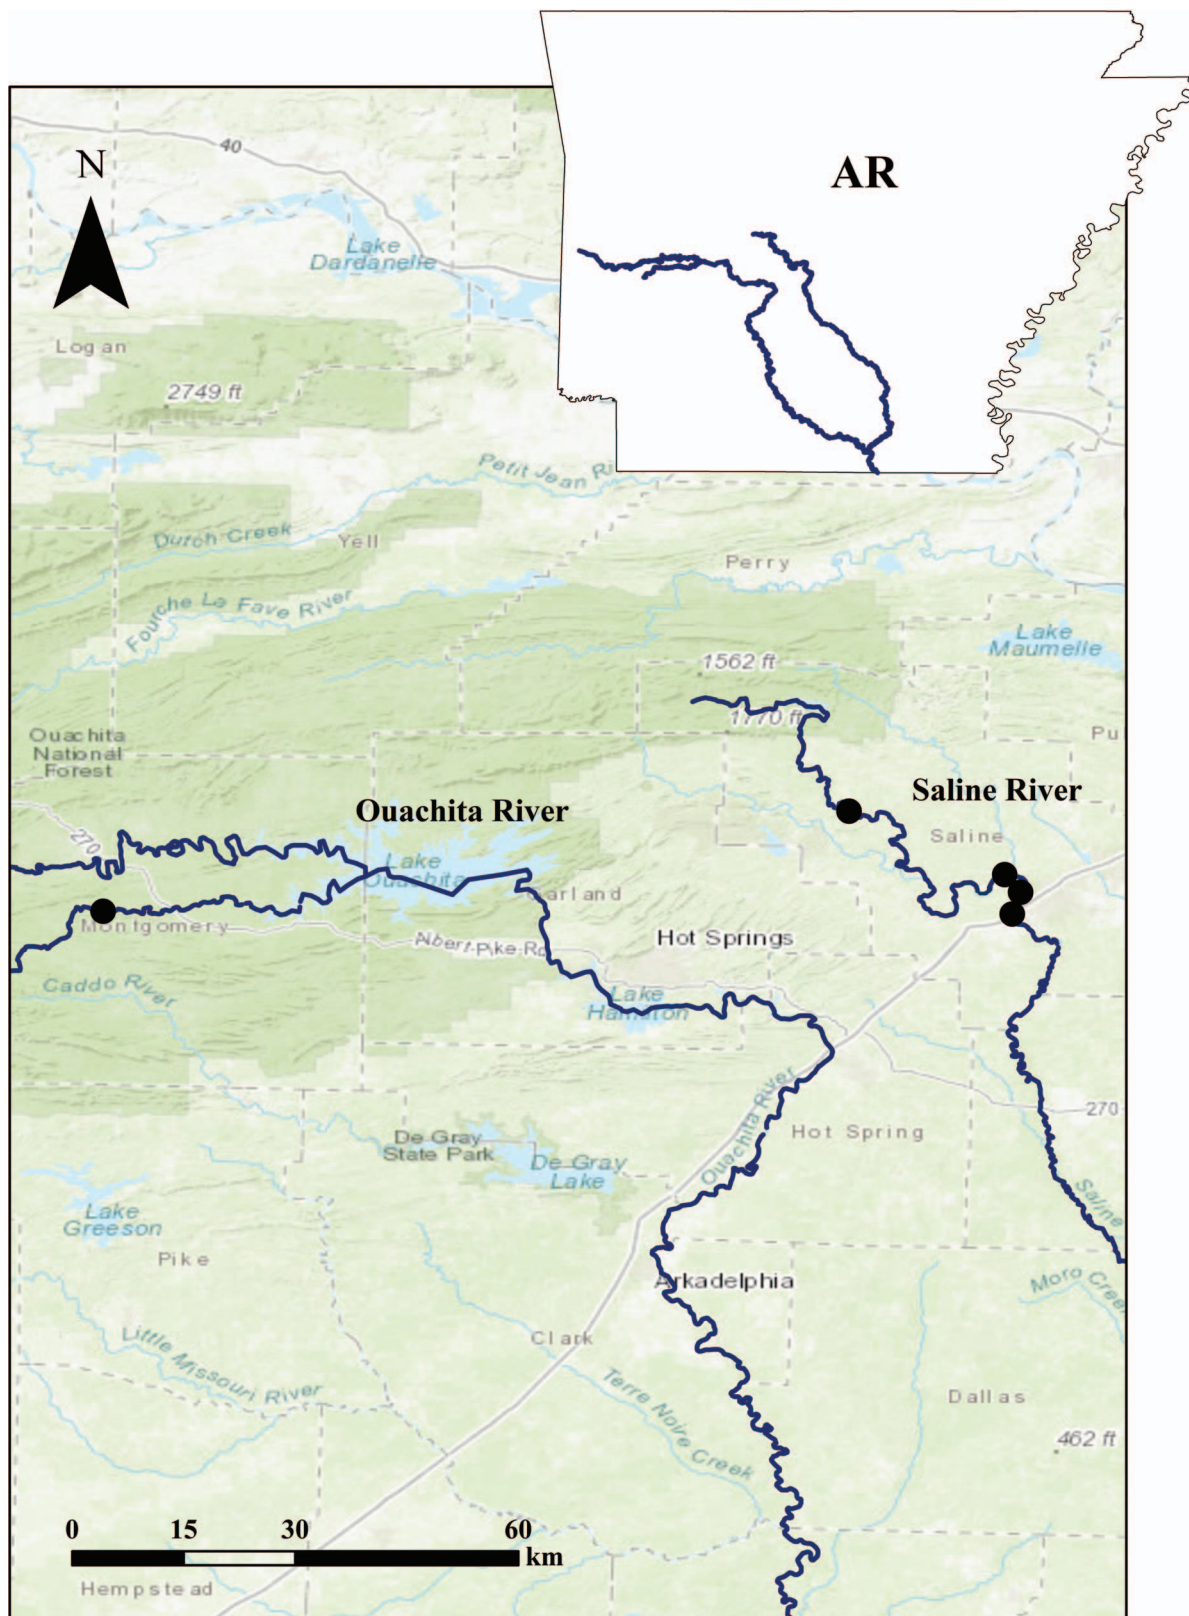 AR
N
40
Lake
Dardanelle
Logan
2749 ft
Petit Jean Ri
Dutch Creek
Yell
Perry
Fourche La Fave River
Lake
Maumelle
1562 ft
1770 ft
Ouachita
National
Forest
Pu
Ouachita River
Saline River
270
Saline
Lake
Ouachita
Garland
Montgomery
Albert Pike Rd
Hot Springs
Caddo River
Lake
Hamilton
Ouachita River
270
De Gray
State Park
Hot Spring
De Gray
Lake
Saline
Lake
Greeson
Pike
Arkadelphia
Moro Creek
Little Missouri River
Clark
Terre Noire Creek
Dallas
462 ft
0 15 30 60
km
Hempstead